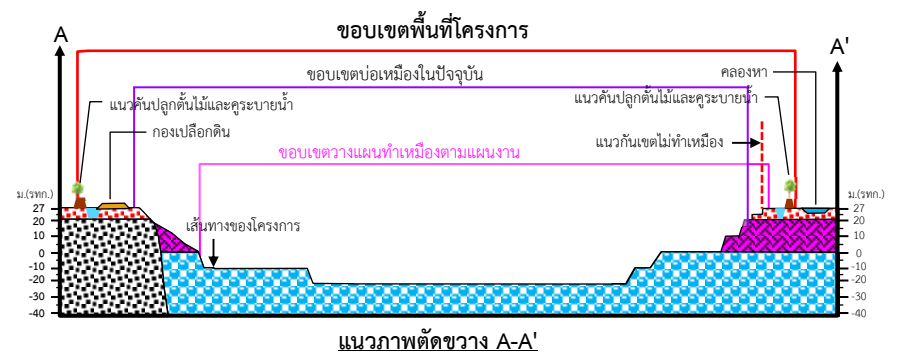 ขอบเขตพื้นที่โครงการ
A
A'
ขอบเขตบ่อเหมืองในปัจจุบัน
คลองหา
แนวคันปลูกต้นไม้และคูระบายน้ำ
แนวคันปลูกต้นไม้และคูระบายน้ำ
กองเปลือกดิน
แนวกันเขตไม่ทำเหมือง
ขอบเขตวางแผนทำเหมืองตามแผนงาน
ม.(รทก.)
ม.(รทก.)
เส้นทางของโครงการ
27
20
10
0
-10
-20
-30
-40
27
20
10
0
-10
-20
-30
-40
แนวภาพตัดขวาง A-A'